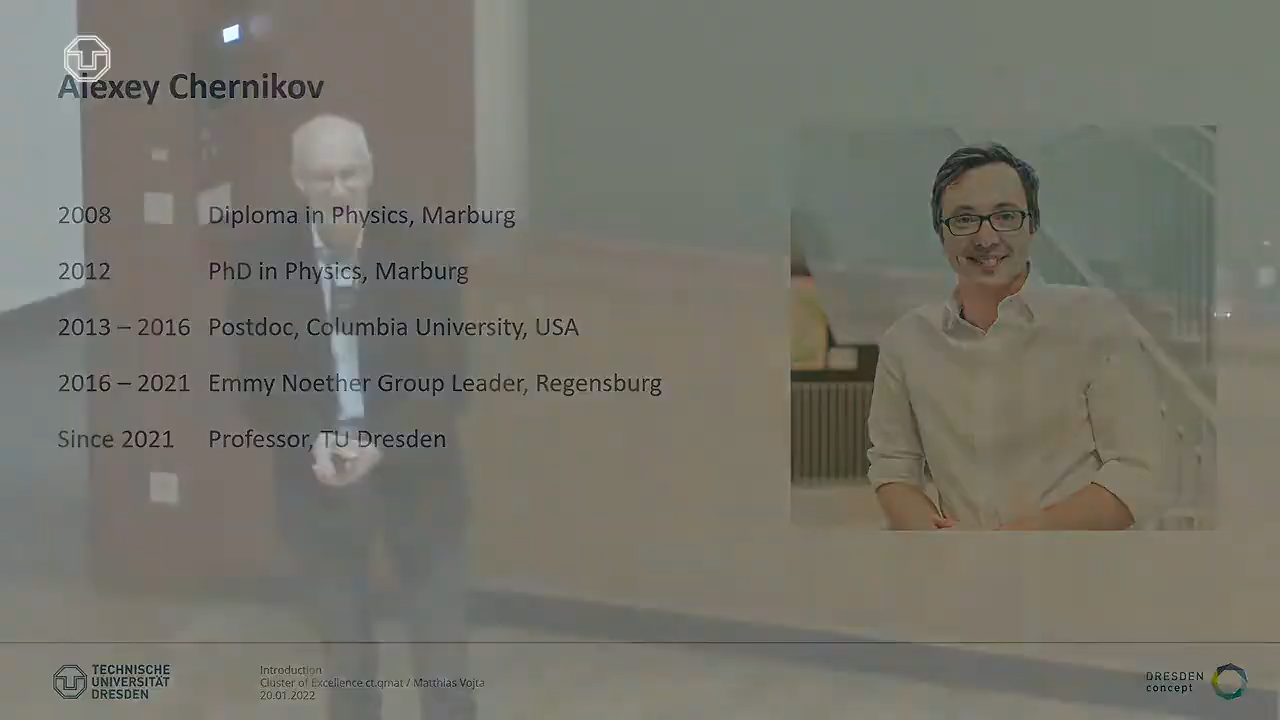 Alexey Chernikov
2008 Diploma in Physics, Marburg
2012 PhD in Physics, Marburg
2013 – 2016 Postdoc, Columbia University, USA
2016 – 2021 Emmy Noether Group Leader, Regensburg
Since 2021 Professor, TU Dresden
TECHNISCHE
UNIVERSITÄT
DRESDEN
Introduction
Cluster of Excellence ct.qmat / Matthias Vojta
20.01.2022
DRESDEN
concept